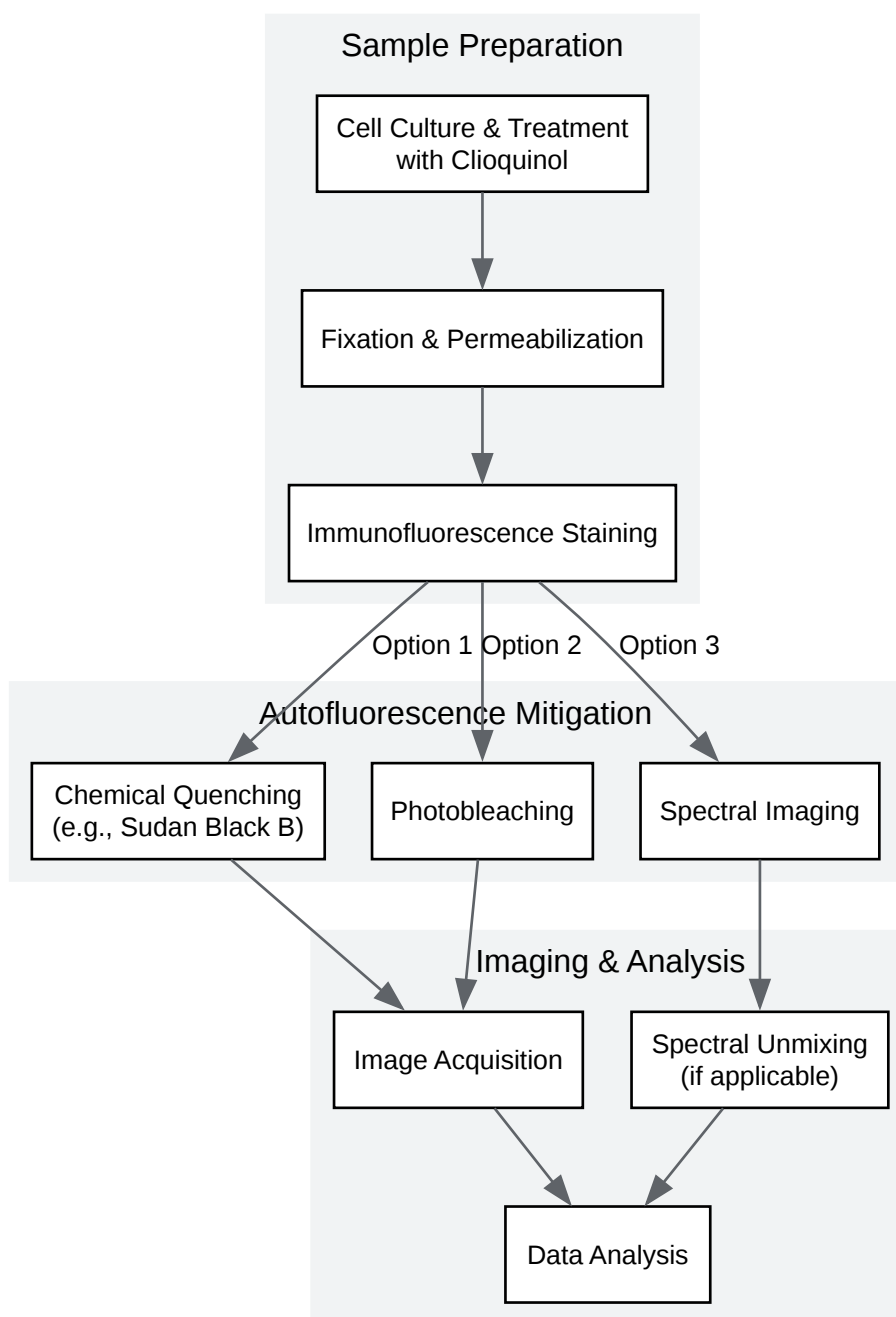 Sample Preparation
Cell Culture & Treatment
with Clioquinol
Fixation & Permeabilization
Immunofluorescence Staining
Option 1
Option 2
Option 3
Autofluorescence Mitigation
Chemical Quenching
(e.g., Sudan Black B)
Photobleaching
Spectral Imaging
Imaging & Analysis
Image Acquisition
Spectral Unmixing
(if applicable)
Data Analysis